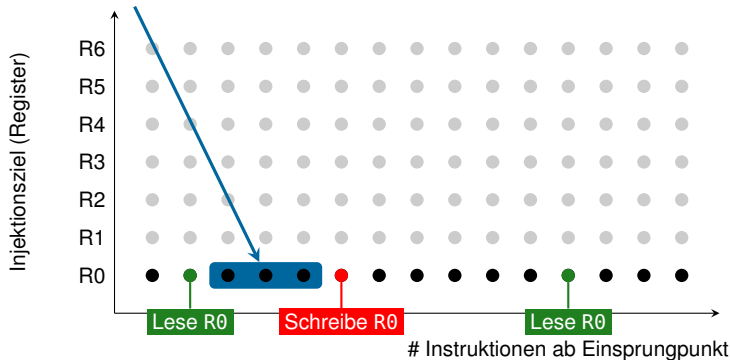 Injektionsziel (Register)
R6
R5
R4
R3
R2
R1
R0
Lese R0
Schreibe R0
Lese R0
# Instruktionen ab Einsprungpunkt